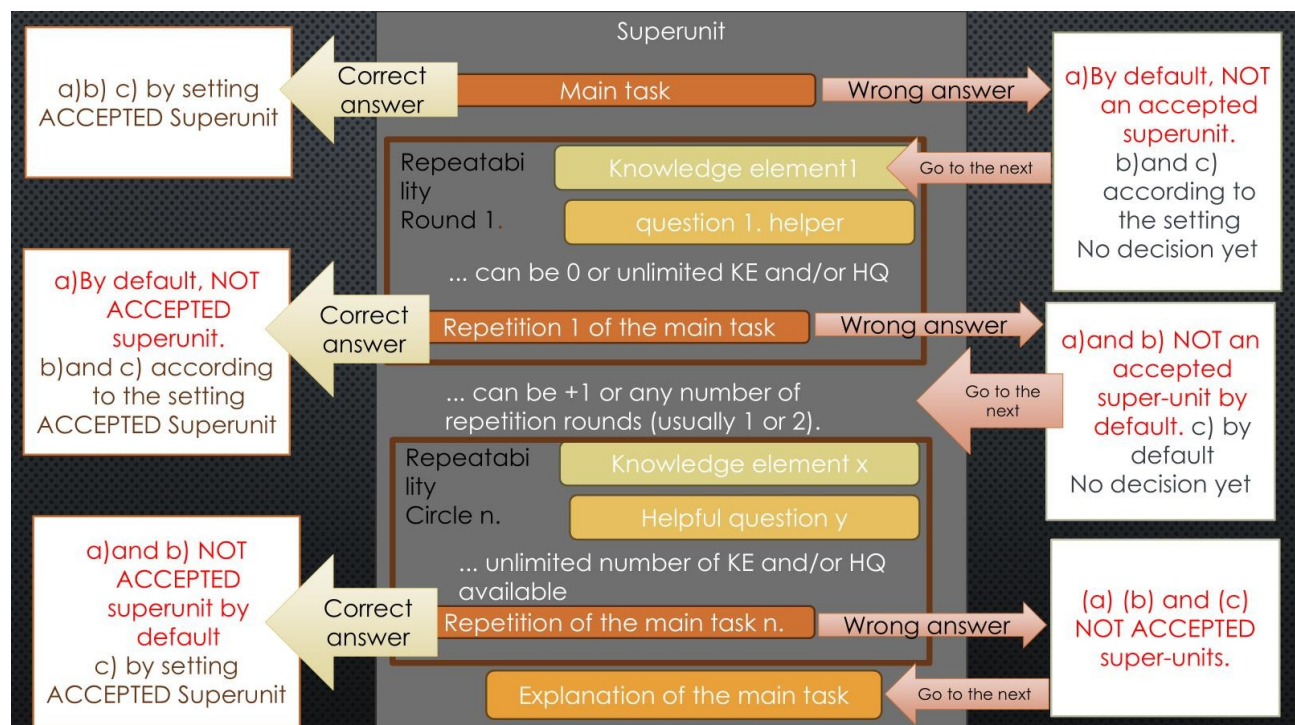 Superunit
a)b) c) by setting
ACCEPTED Superunit
Correct
answer
Main task
Wrong answer
a)By default, NOT
an accepted
superunit.
b)and c)
according to
the setting
No decision yet
Repeatabi
lity
Round 1.
Knowledge element1
Go to the next
question 1. helper
... can be 0 or unlimited KE and/or HQ
a)By default, NOT
ACCEPTED
superunit.
b)and c) according
to the setting
ACCEPTED Superunit
Correct
answer
Repetition 1 of the main task
Wrong answer
a)and b) NOT an
accepted
super-unit by
default. c) by
default
No decision yet
Go to the
next
... can be +1 or any number of
repetition rounds (usually 1 or 2).
Repeatabi
lity
Circle n.
Knowledge element x
Helpful question y
... unlimited number of KE and/or HQ
available
a)and b) NOT
ACCEPTED
superunit by
default
c) by setting
ACCEPTED Superunit
Correct
answer
Repetition of the main task n.
Wrong answer
(a) (b) and (c)
NOT ACCEPTED
super-units.
Explanation of the main task
Go to the next